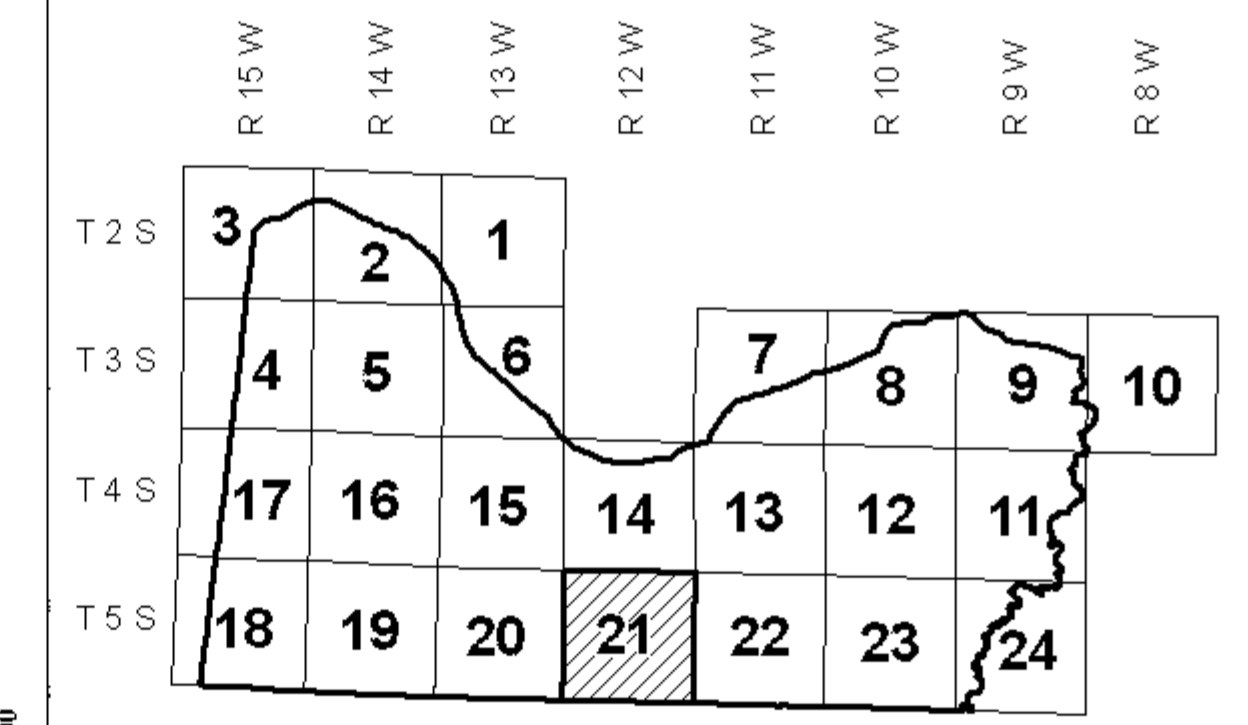 R 15 W R 14 W R 13 W R 12 W R 11 W R 10 W R 9 W R 8 W
T 2 S 3 2 1
T 3 S 4 5 6 7 8 9 10
T 4 S 17 16 15 14 13 12 11
T 5 S 18 19 20 21 22 23 24